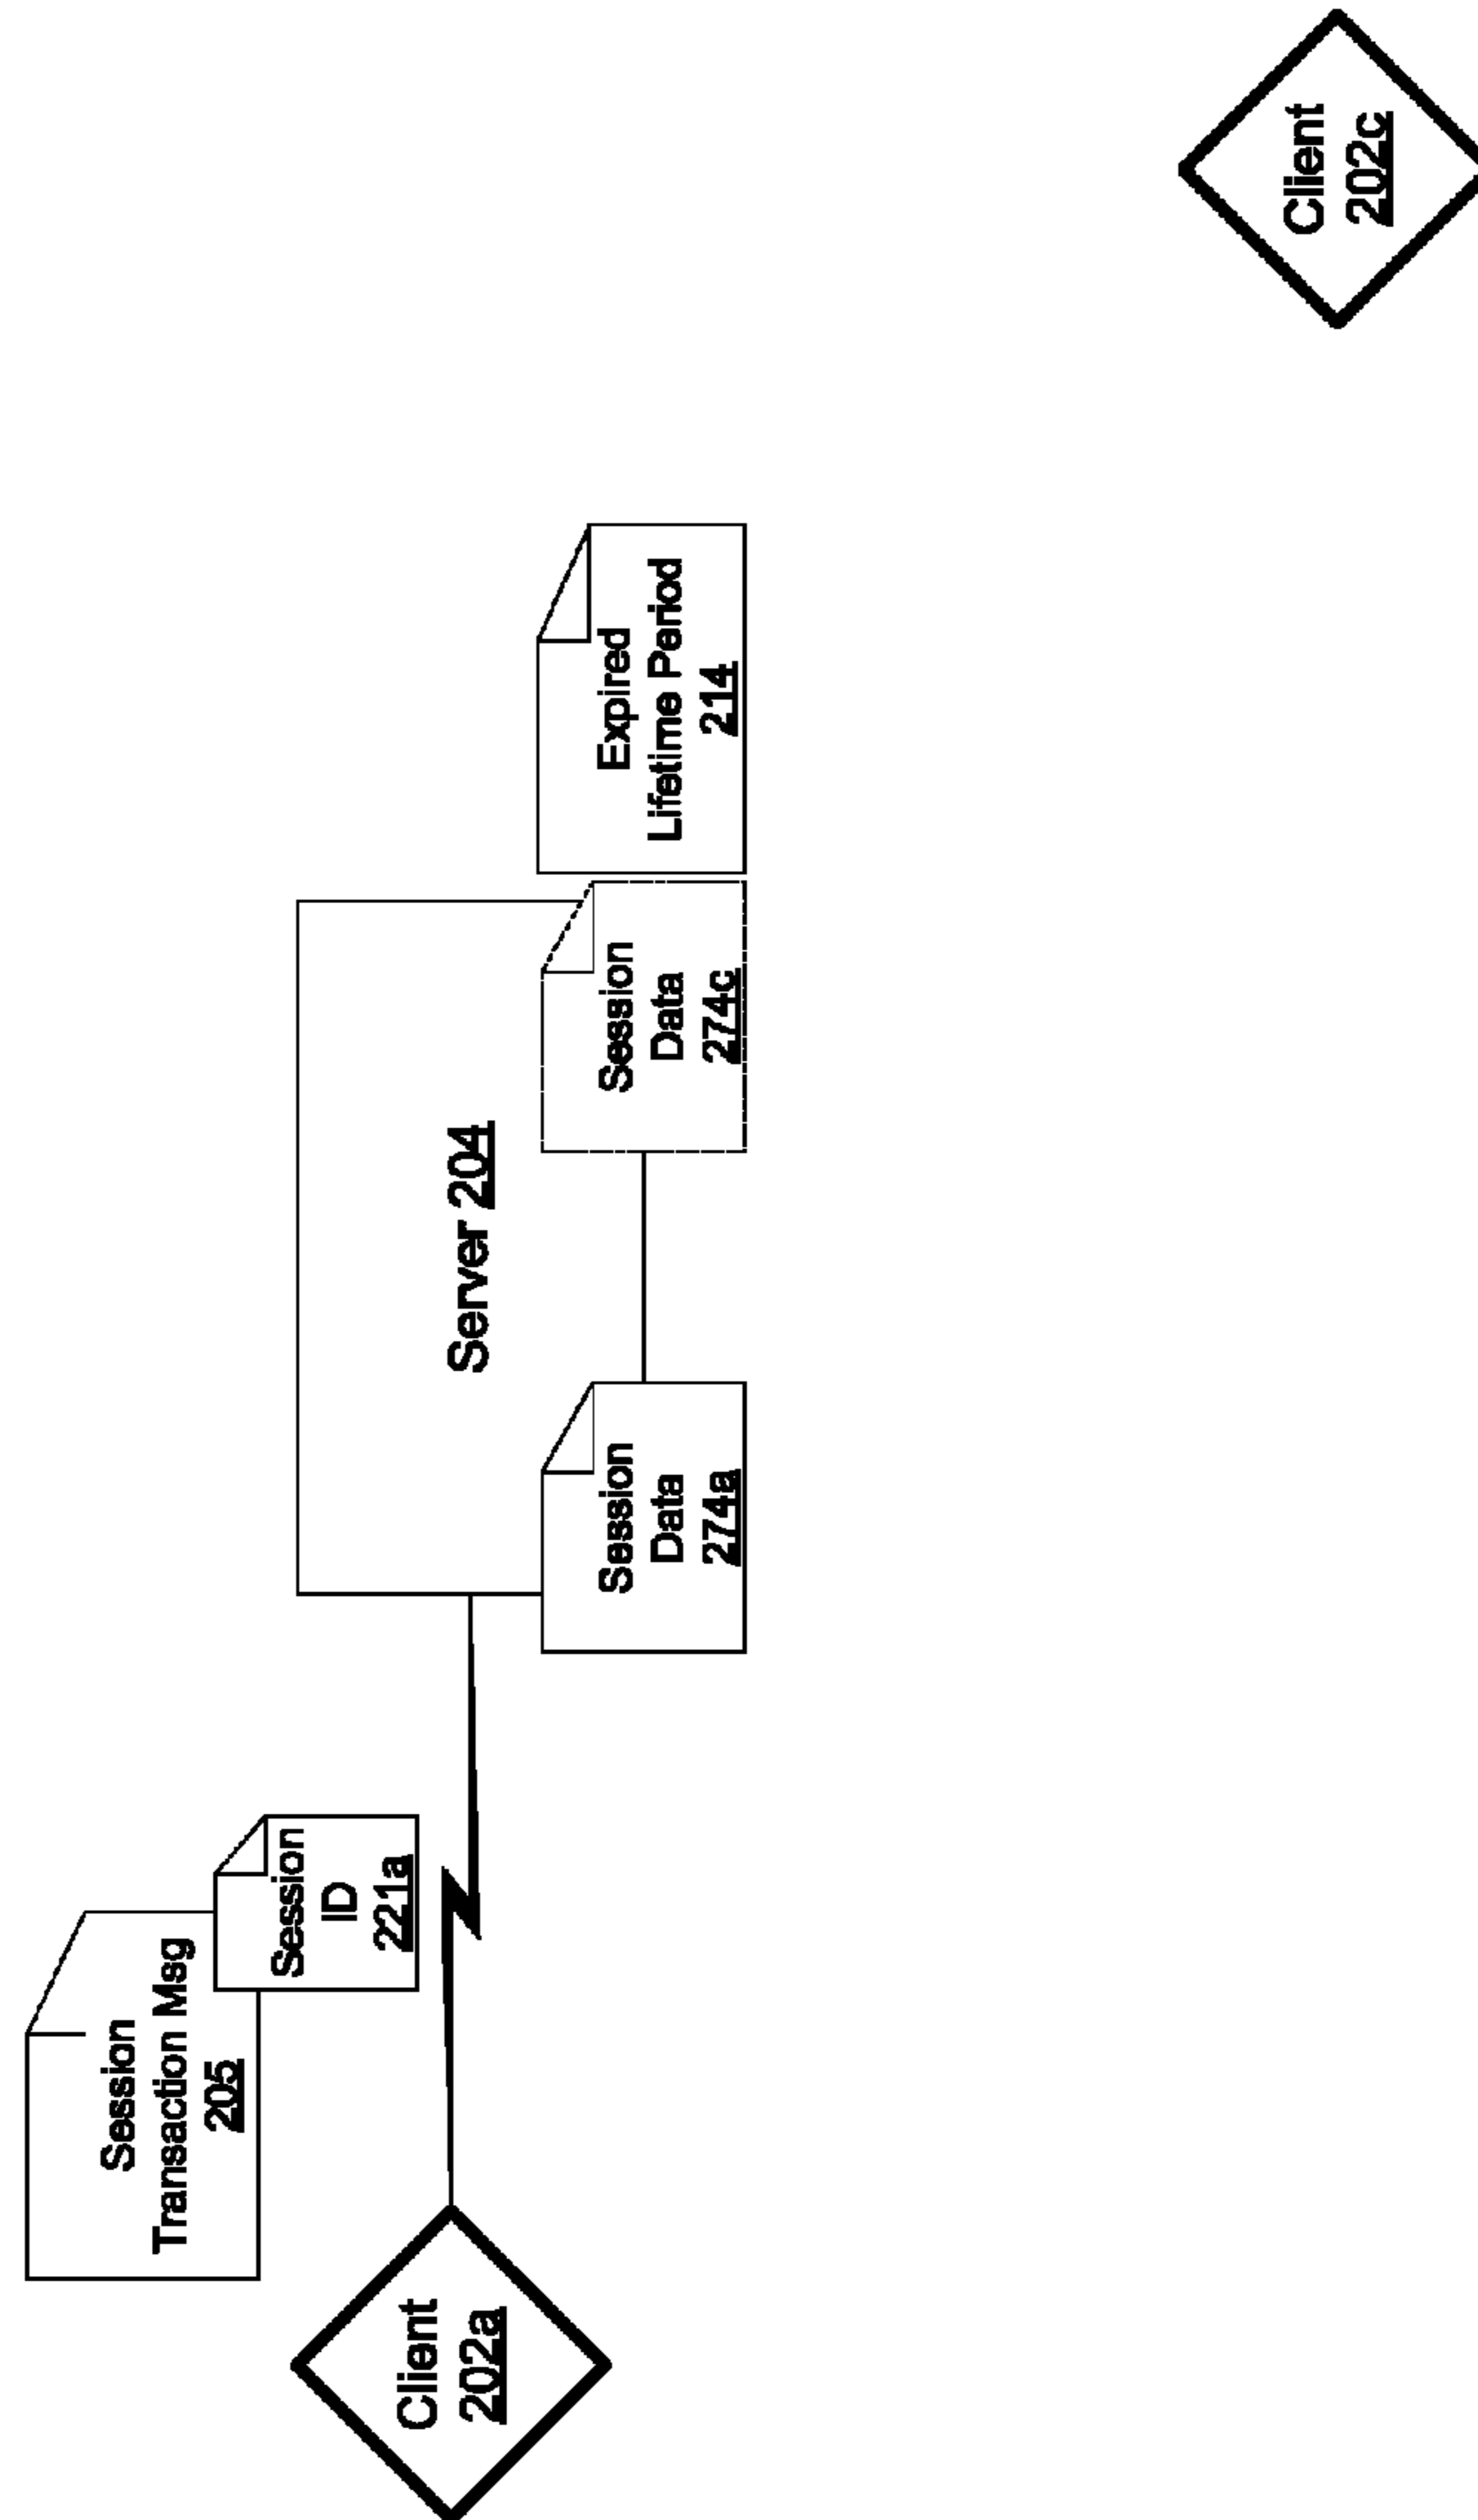 Session
Transaction Msg
205
Session
ID
221a
Client
202a
Server 204
Session
Data
274a
Session
Data
274c
Expired
Lifetime Period
214
Client
202c